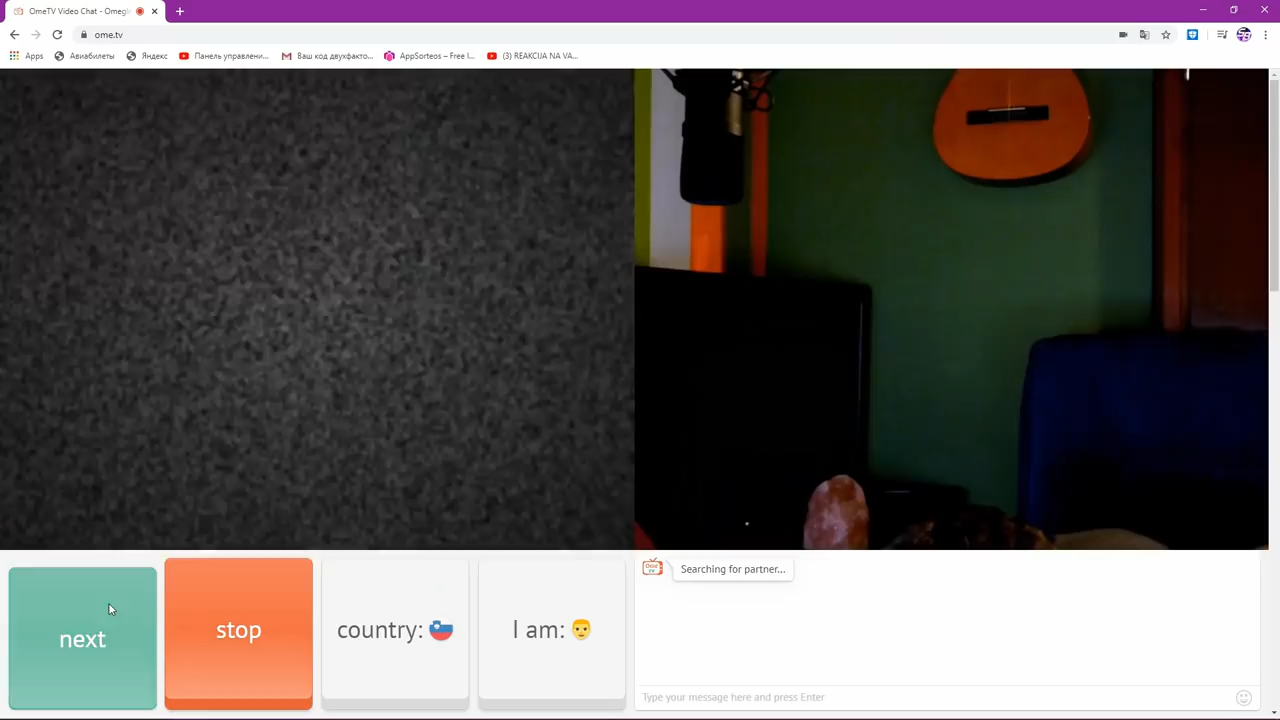 OmeTV Video Chat - Omegl
ome.tv
Apps
Авиабилеты
Яндекс
Панель управлени...
Ваш код двухфакто...
AppSorteos – Free I...
(3) REAKCIJA NA VA...
Searching for partner...
next
stop
country:
I am:
Type your message here and press Enter